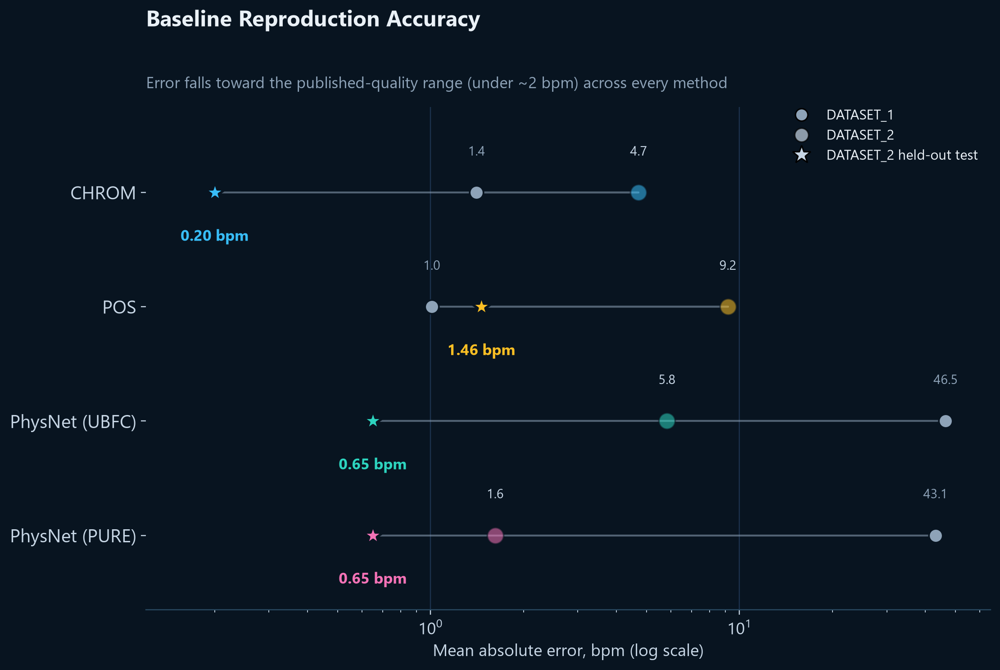 Baseline Reproduction Accuracy
Error falls toward the published-quality range (under ~2 bpm) across every method
DATASET_1
DATASET_2
DATASET_2 held-out test
1.4
4.7
CHROM
0.20 bpm
1.0
9.2
POS
1.46 bpm
5.8
46.5
PhysNet (UBFC)
0.65 bpm
1.6
43.1
PhysNet (PURE)
0.65 bpm
10⁰
10¹
Mean absolute error, bpm (log scale)